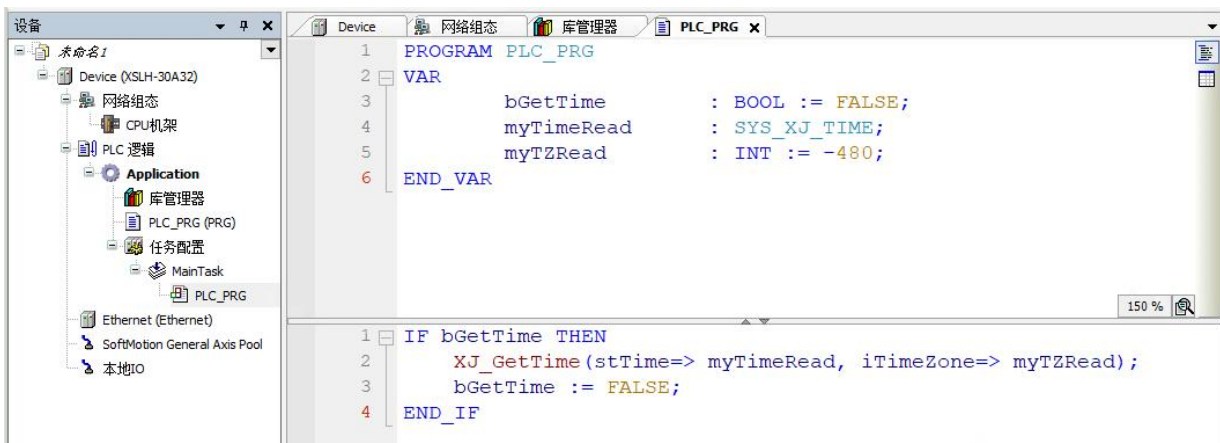 设备
未命名1
Device (XSLH-30A32)
网络组态
CPU机架
PLC 逻辑
Application
库管理器
PLC_PRG (PRG)
任务配置
MainTask
PLC_PRG
Ethernet (Ethernet)
SoftMotion General Axis Pool
本地IO
Device 网络组态 库管理器 PLC_PRG
1 PROGRAM PLC_PRG
2 VAR
3 bGetTime : BOOL := FALSE;
4 myTimeRead : SYS_XJ_TIME;
5 myTZRead : INT := -480;
6 END_VAR
150 %
1 IF bGetTime THEN
2 XJ_GetTime(stTime=> myTimeRead, iTimeZone=> myTZRead);
3 bGetTime := FALSE;
4 END_IF